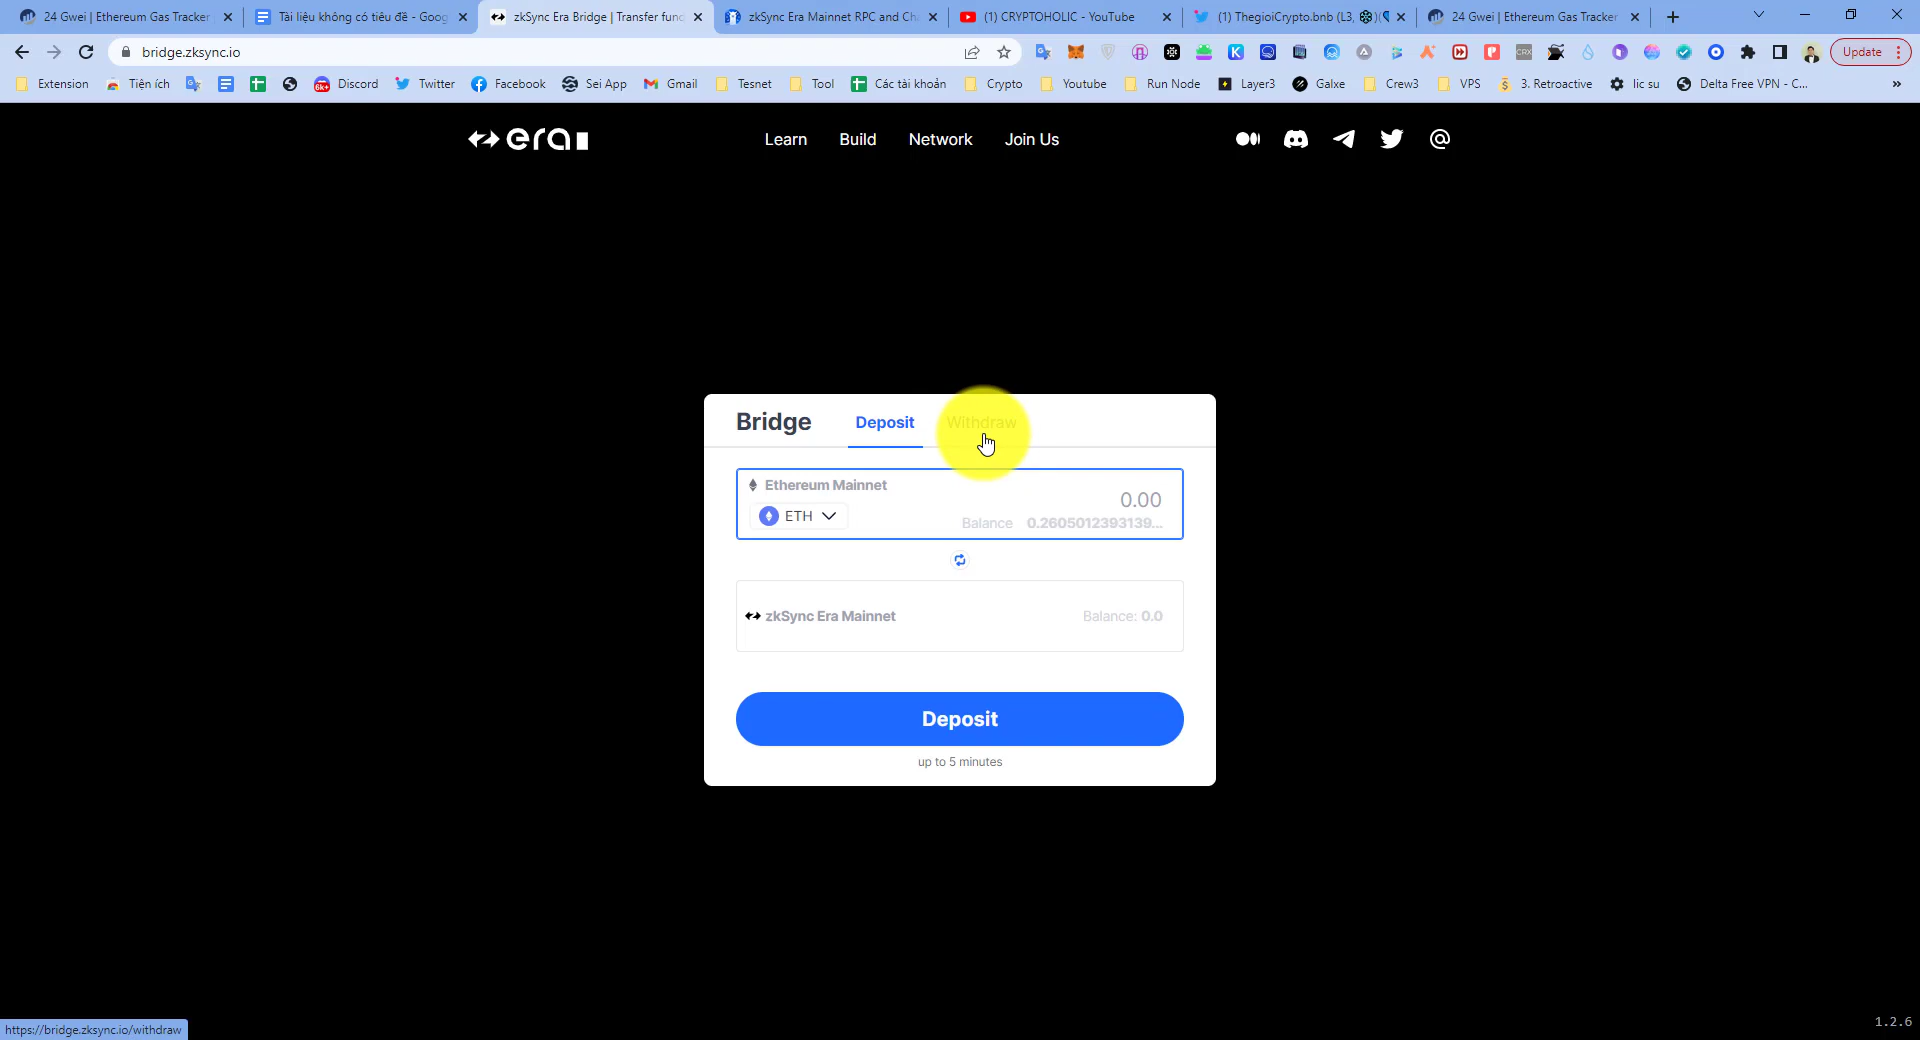 24 Gwei | Ethereum Gas Tracker
Tài liệu không có tiêu đề - Goog
zkSync Era Bridge | Transfer func
zkSync Era Mainnet RPC and Cha
(1) CRYPTOHOLIC - YouTube
(1) ThegioiCrypto.bnb (L3,
24 Gwei | Ethereum Gas Tracker
bridge.zksync.io
Update
Extension
Tiện ích
6k+
Discord
Twitter
Facebook
Sei App
Gmail
Tesnet
Tool
Các tài khoản
Crypto
Youtube
Run Node
Layer3
Galxe
Crew3
VPS
3. Retroactive
lic su
Delta Free VPN - C...
era
Learn
Build
Network
Join Us
Bridge
Deposit
Withdraw
Ethereum Mainnet
0.00
ETH
Balance 0.2605012393139...
zkSync Era Mainnet
Balance: 0.0
Deposit
up to 5 minutes
https://bridge.zksync.io/withdraw
1.2.6